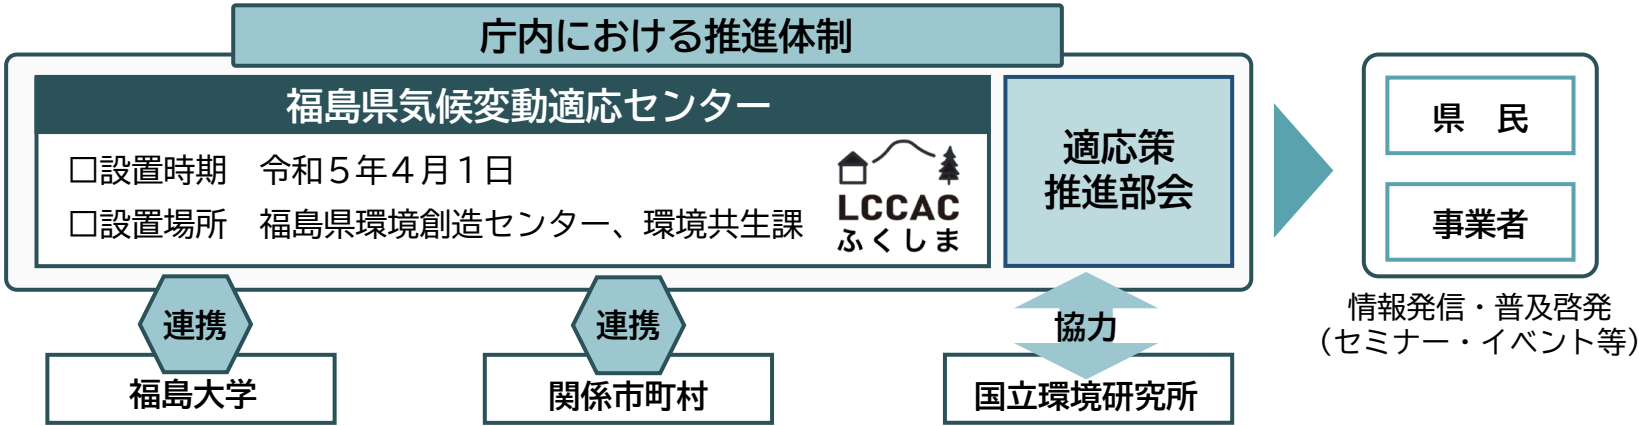 庁内における推進体制
福島県気候変動適応センター
□設置時期　令和５年４月１日
□設置場所　福島県環境創造センター、環境共生課
LCCAC
ふくしま
適応策
推進部会
県　民
事業者
情報発信・普及啓発
（セミナー・イベント等）
連携
連携
協力
福島大学
関係市町村
国立環境研究所